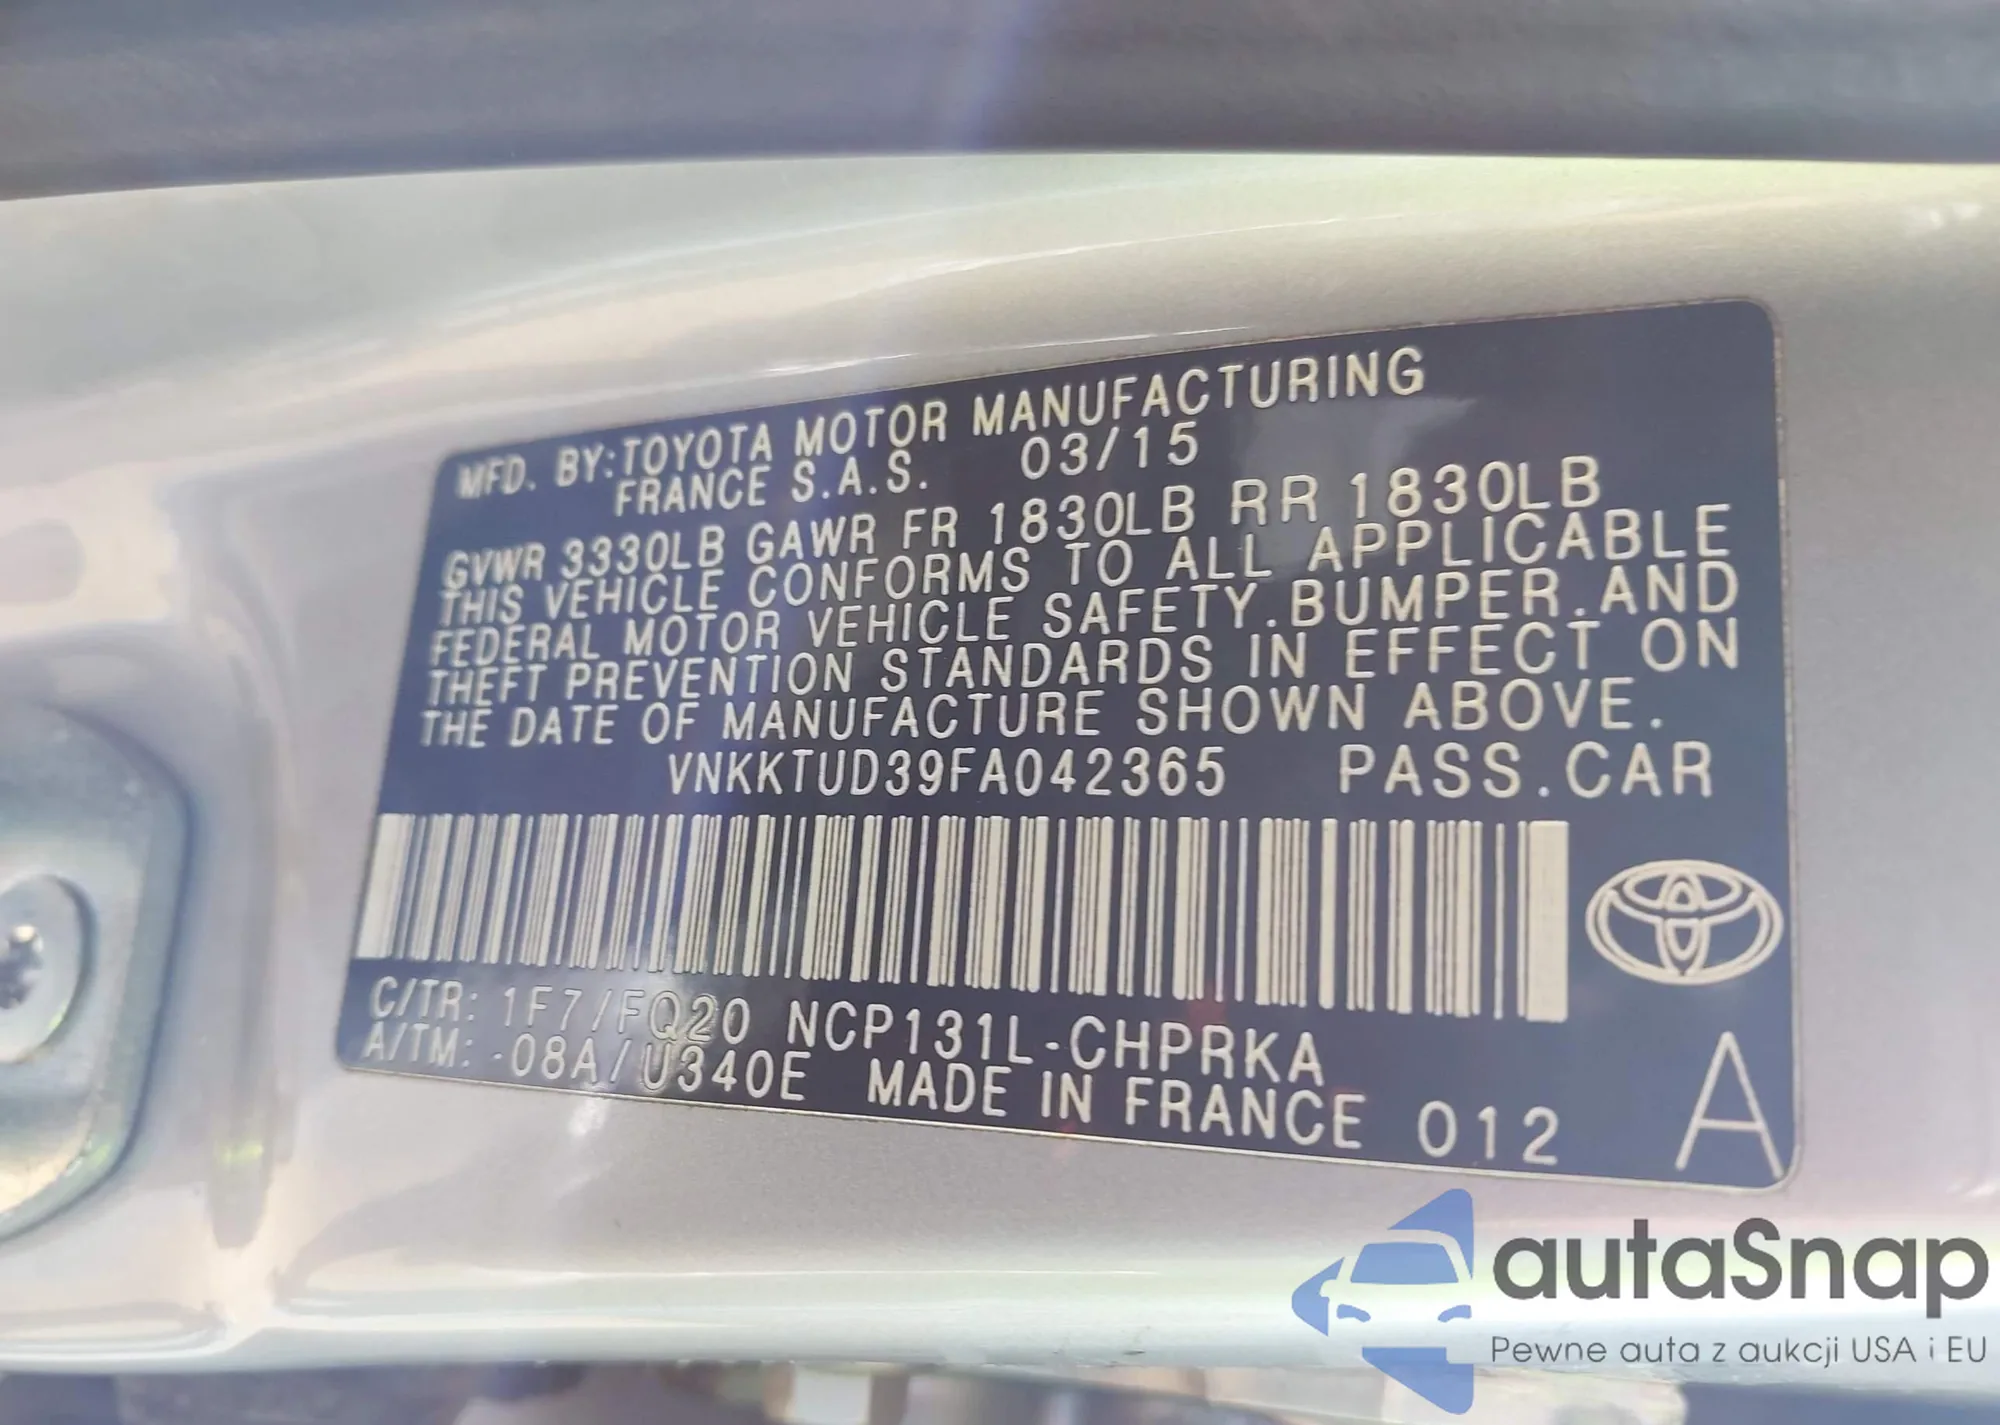 MFD. BY:TOYOTA MOTOR MANUFACTURING
FRANCE S.A.S. 03/15
GVWR 3330LB GAWR FR 1830LB RR 1830LB
THIS VEHICLE CONFORMS TO ALL APPLICABLE
FEDERAL MOTOR VEHICLE SAFETY.BUMPER.AND
THEFT PREVENTION STANDARDS IN EFFECT ON
THE DATE OF MANUFACTURE SHOWN ABOVE.
VNKKTUD39FA042365 PASS.CAR
C/TR: 1F7/FQ20 NCP131L-CHPRKA
A/TM: -08A/U340E MADE IN FRANCE 012
A
autaSnap
Pewne auta z aukcji USA i EU